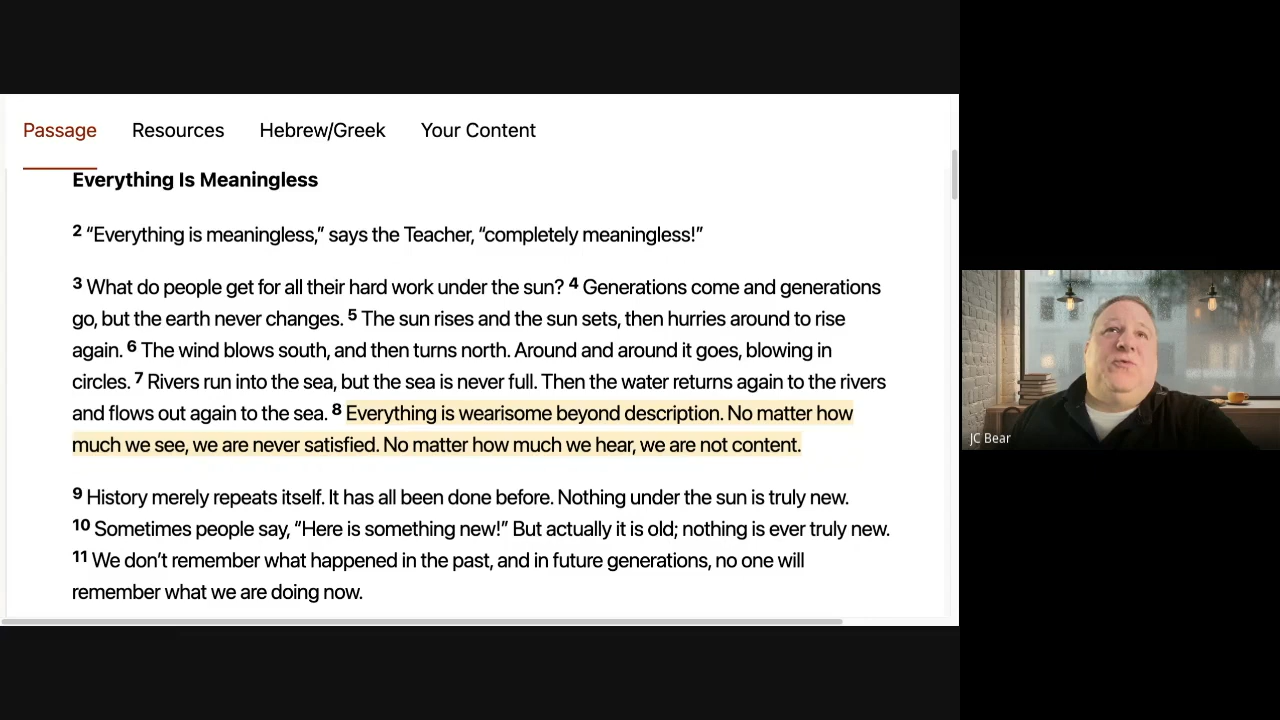 Passage Resources Hebrew/Greek Your Content
Everything Is Meaningless
2 “Everything is meaningless,” says the Teacher, “completely meaningless!”
3 What do people get for all their hard work under the sun? 4 Generations come and generations
go, but the earth never changes. 5 The sun rises and the sun sets, then hurries around to rise
again. 6 The wind blows south, and then turns north. Around and around it goes, blowing in
circles. 7 Rivers run into the sea, but the sea is never full. Then the water returns again to the rivers
and flows out again to the sea. 8 Everything is wearisome beyond description. No matter how
much we see, we are never satisfied. No matter how much we hear, we are not content.
9 History merely repeats itself. It has all been done before. Nothing under the sun is truly new.
10 Sometimes people say, “Here is something new!” But actually it is old; nothing is ever truly new.
11 We don’t remember what happened in the past, and in future generations, no one will
remember what we are doing now.
JC Bear